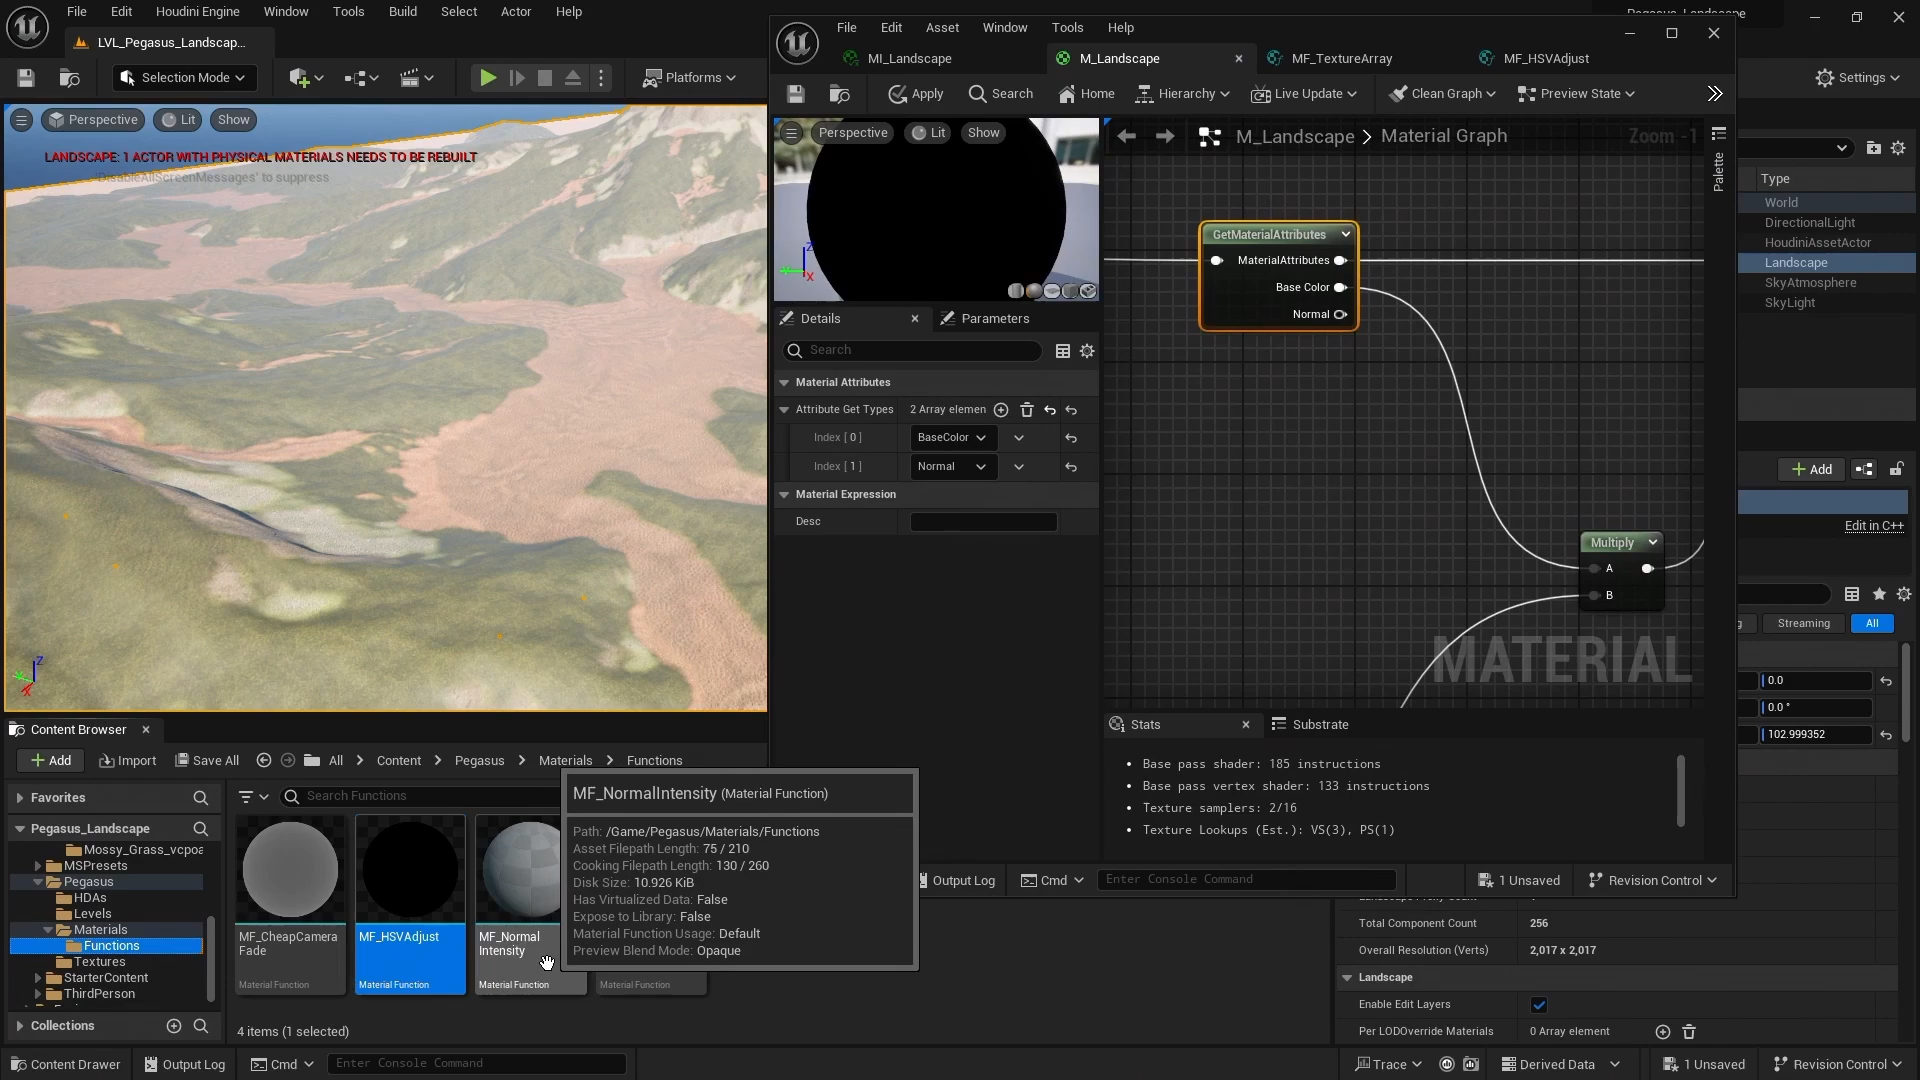 File Edit Houdini Engine Window Tools Build Select Actor Help
Pegasus_Landscape
LVL_Pegasus_Landscap...
Selection Mode
Platforms
Settings
Perspective Lit Show
LANDSCAPE: 1 ACTOR WITH PHYSICAL MATERIALS NEEDS TO BE REBUILT
'DisableAllScreenMessages' to suppress
File Edit Asset Window Tools Help
MI_Landscape M_Landscape MF_TextureArray MF_HSVAdjust
Apply Search Home Hierarchy Live Update Clean Graph Preview State
Perspective Lit Show
M_Landscape > Material Graph
Zoom -1
Palette
GetMaterialAttributes
MaterialAttributes
Base Color
Normal
Multiply
A
B
MATERIAL
Details Parameters
Search
Material Attributes
Attribute Get Types 2 Array elemen
Index [ 0 ] BaseColor
Index [ 1 ] Normal
Material Expression
Desc
Stats Substrate
Base pass shader: 185 instructions
Base pass vertex shader: 133 instructions
Texture samplers: 2/16
Texture Lookups (Est.): VS(3), PS(1)
Output Log Cmd Enter Console Command 1 Unsaved Revision Control
Type
World
DirectionalLight
HoudiniAssetActor
Landscape
SkyAtmosphere
SkyLight
Add
Edit in C++
Streaming All
0.0
0.0 °
102.999352
Total Component Count 256
Overall Resolution (Verts) 2,017 x 2,017
Landscape
Enable Edit Layers
Per LODOverride Materials 0 Array element
Content Browser
Add Import Save All All > Content > Pegasus > Materials > Functions
Favorites
Search Functions
Pegasus_Landscape
Mossy_Grass_vcpoa
MSPresets
Pegasus
HDAs
Levels
Materials
Functions
Textures
StarterContent
ThirdPerson
Collections
MF_CheapCamera
Fade
Material Function
MF_HSVAdjust
Material Function
MF_Normal
Intensity
Material Function
Material Function
4 items (1 selected)
MF_NormalIntensity (Material Function)
Path: /Game/Pegasus/Materials/Functions
Asset Filepath Length: 75 / 210
Cooking Filepath Length: 130 / 260
Disk Size: 10.926 KiB
Has Virtualized Data: False
Expose to Library: False
Material Function Usage: Default
Preview Blend Mode: Opaque
Content Drawer Output Log Cmd Enter Console Command Trace Derived Data 1 Unsaved Revision Control